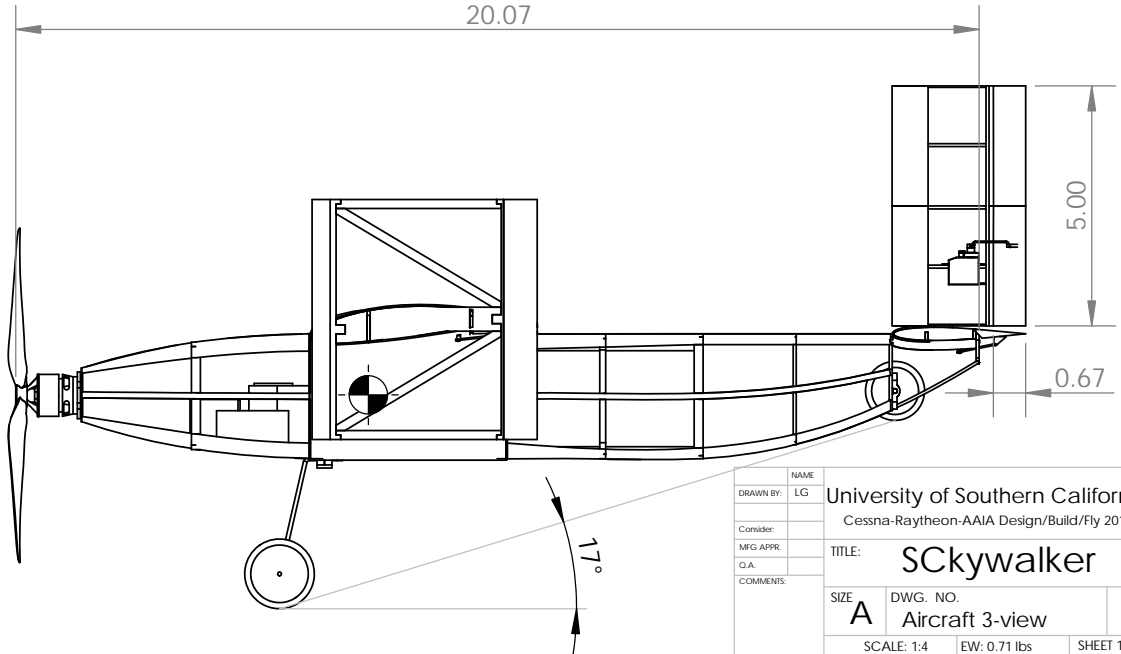 20.07
5.00
0.67
17°
NAME
DRAWN BY: LG
Consider:
MFG APPR.
Q.A.
COMMENTS:
University of Southern Califor
Cessna-Raytheon-AAIA Design/Build/Fly 201
TITLE: SCkywalker
SIZE A
DWG. NO.
Aircraft 3-view
SCALE: 1:4 EW: 0.71 lbs SHEET 1